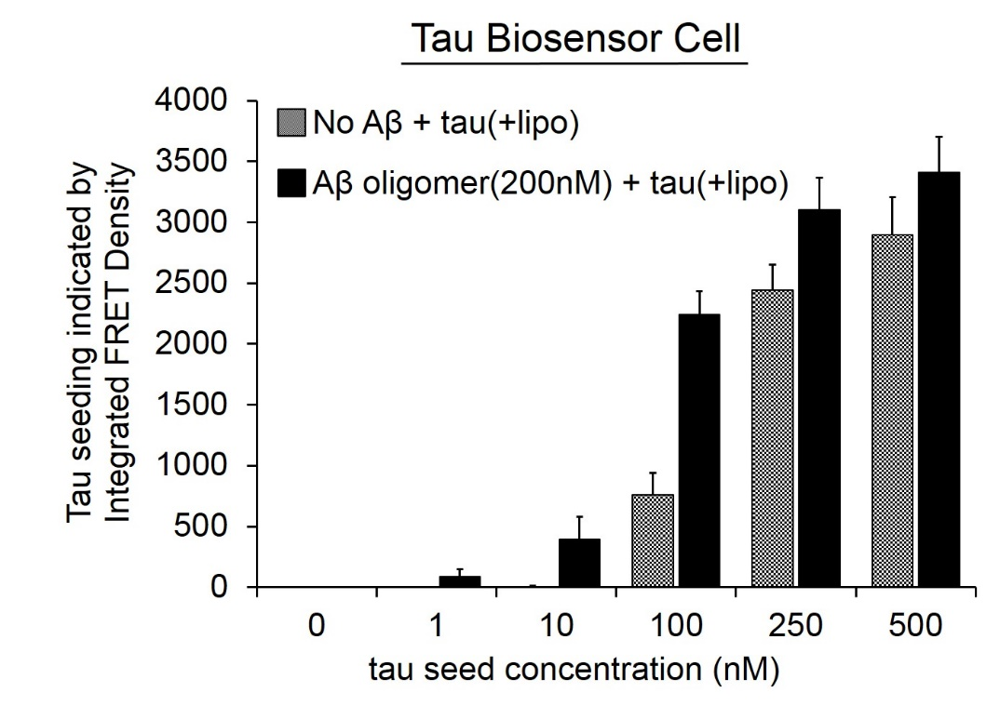 Tau Biosensor Cell
4000
3500
3000
2500
2000
1500
1000
500
0
No Aβ + tau(+lipo)
Aβ oligomer(200nM) + tau(+lipo)
Tau seeding indicated by
Integrated FRET Density
0 1 10 100 250 500
tau seed concentration (nM)